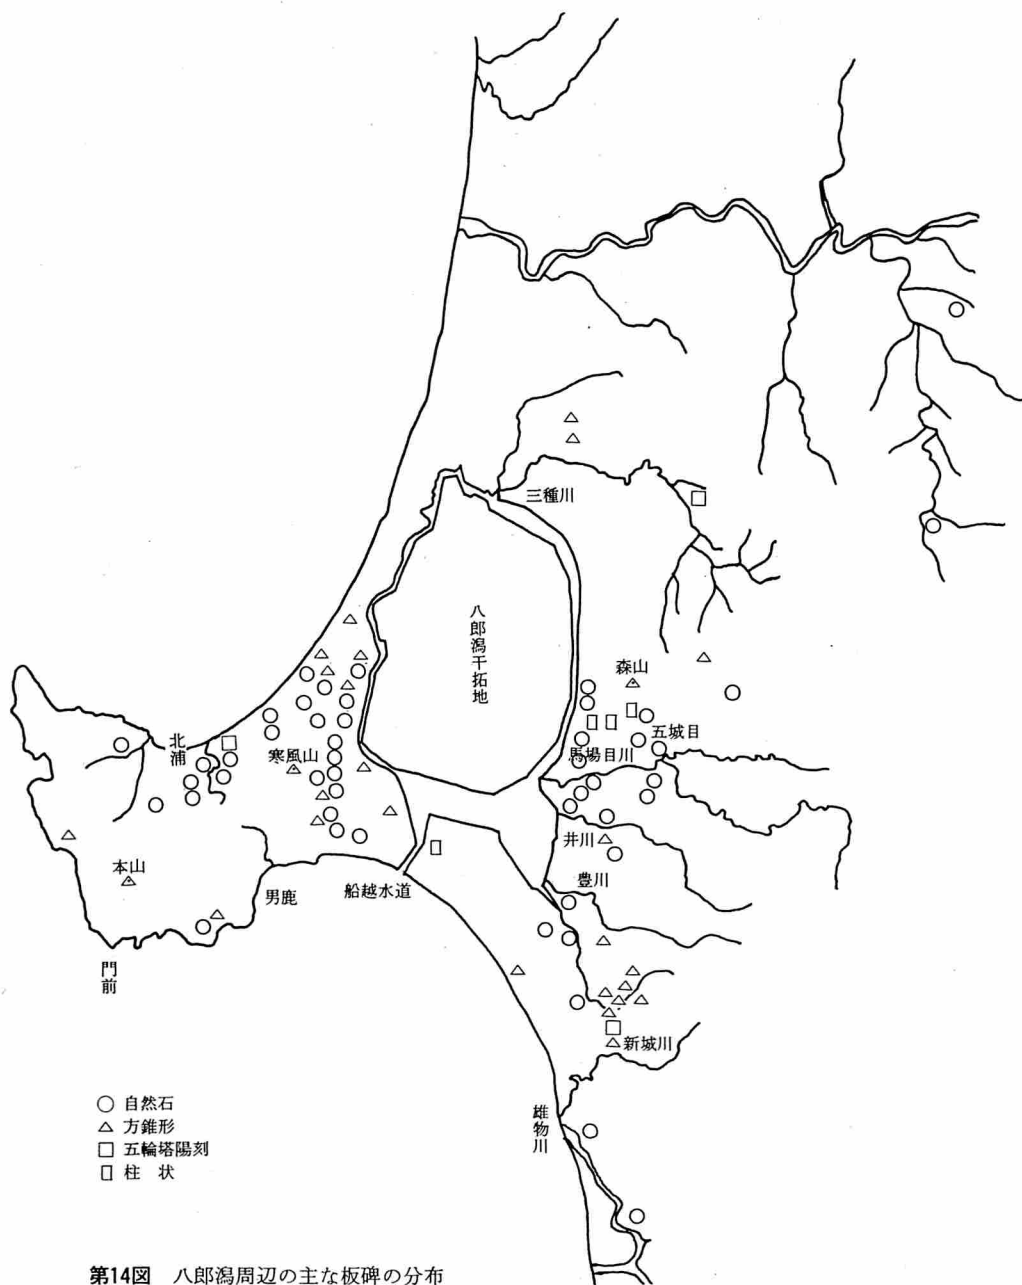 三種川
八郎潟干拓地
森山
五城目
北浦
寒風山
馬場目川
井川
本山
豊川
男鹿
船越水道
門前
新城川
雄物川
○ 自然石
△ 方錐形
□ 五輪塔陽刻
▯ 柱 状
第14図 八郎潟周辺の主な板碑の分布